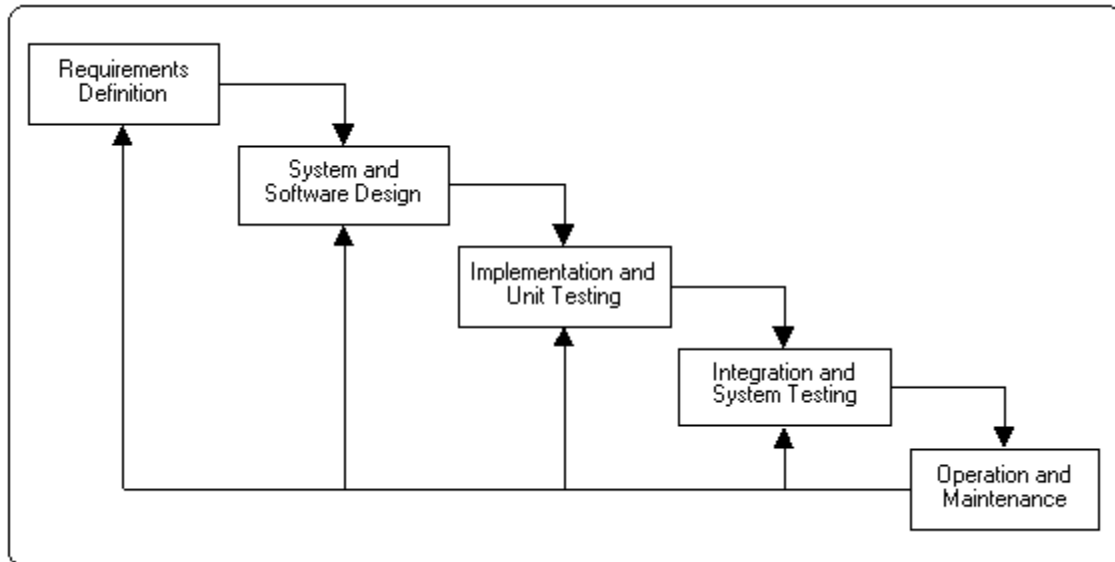 Requirements
Definition
System and
Software Design
Implementation and
Unit Testing
Integration and
System Testing
Operation and
Maintenance